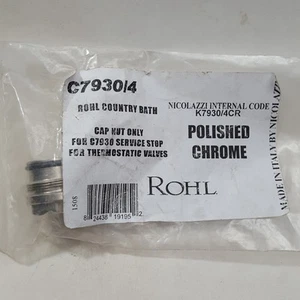 C7930/4
ROHL COUNTRY BATH
CAP NUT ONLY
FOR C7930 SERVICE STOP
FOR THERMOSTATIC VALVES
NICOLAZZI INTERNAL CODE
K7930/4CR
POLISHED
CHROME
MADE IN ITALY BY NICOLAZZI
1508
ROHL